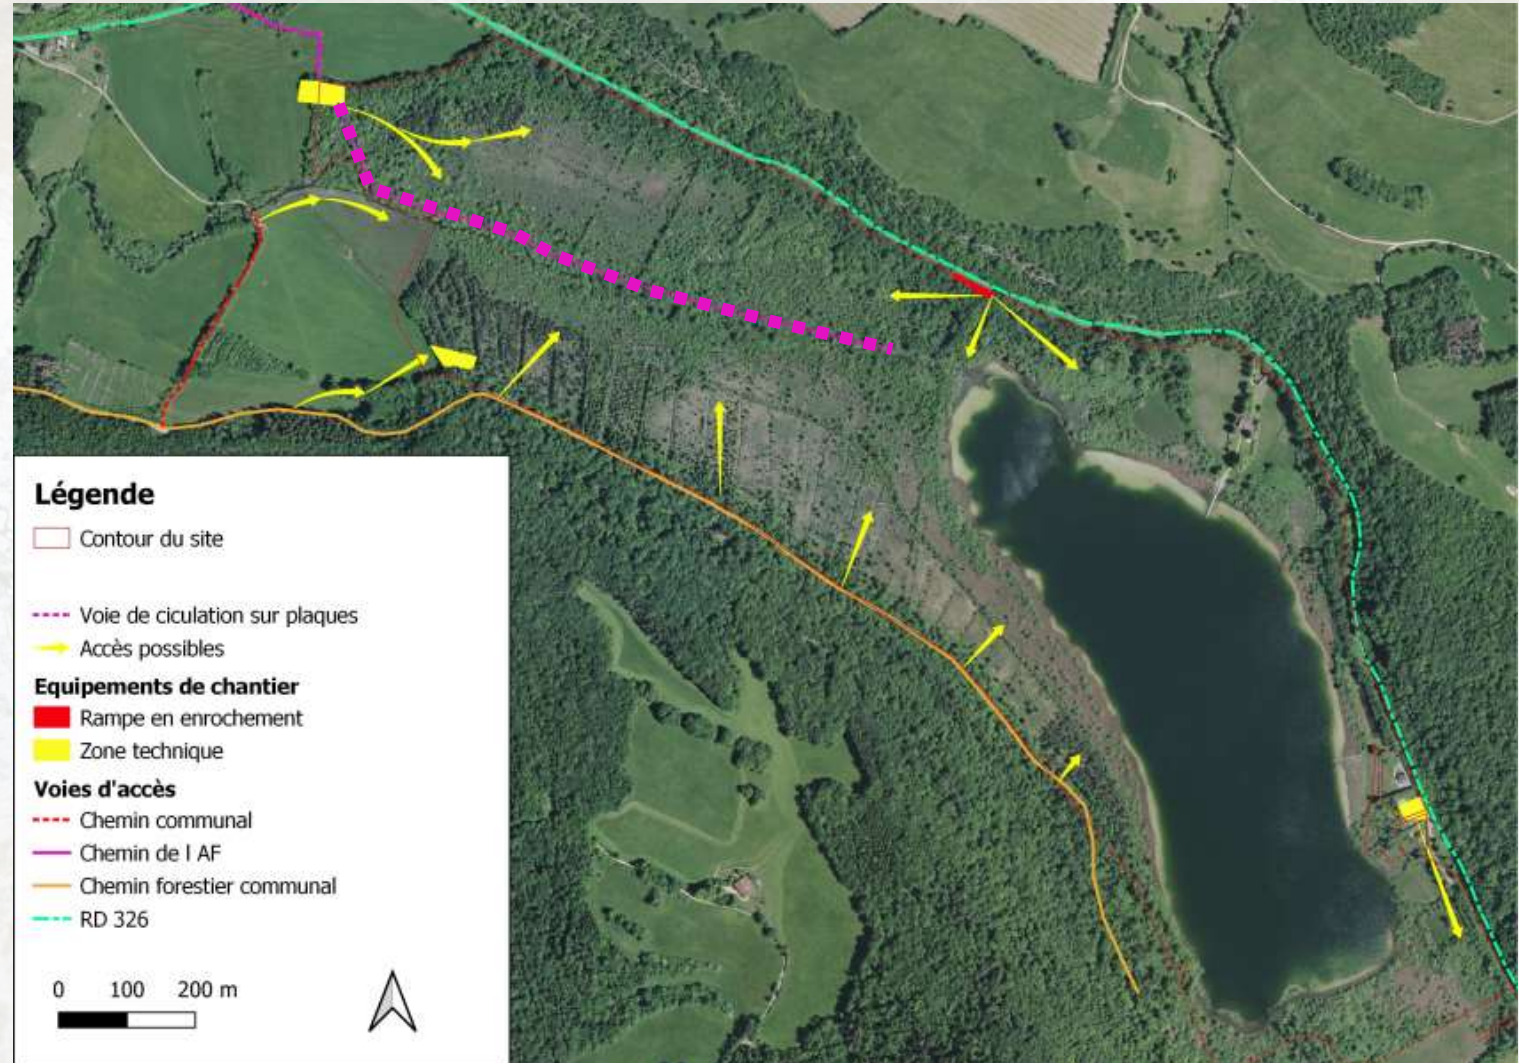 Légende
Contour du site
Voie de ciculation sur plaques
Accès possibles
Equipements de chantier
Rampe en enrochement
Zone technique
Voies d'accès
Chemin communal
Chemin de l AF
Chemin forestier communal
RD 326
0 100 200 m